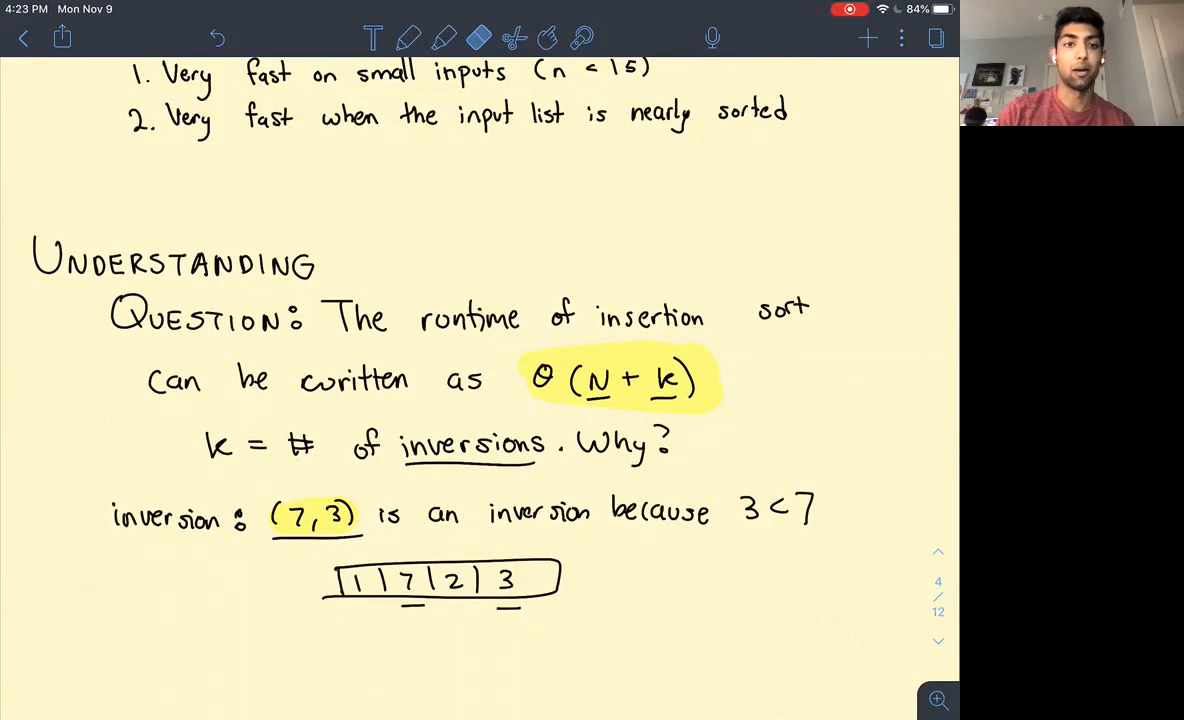 4:23 PM Mon Nov 9
84%
1. Very fast on small inputs (n < 15)
2. Very fast when the input list is nearly sorted
UNDERSTANDING
QUESTION: The runtime of insertion sort
can be written as Θ (N + k)
k = # of inversions. Why?
inversion: (7,3) is an inversion because 3 < 7
1 | 7 | 2 | 3
4
/
12